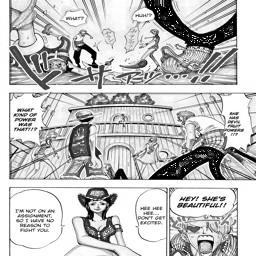 HUH!?
WHAT?
SHE
HAS
DEVIL
FRUIT
POWERS
!!?
WHAT
KIND OF
POWER
WAS
THAT!!?
HEY! SHE'S
BEAUTIFUL!!
HEE HEE
HEE...
DON'T GET
EXCITED.
I'M NOT ON AN
ASSIGNMENT,
SO I HAVE NO
REASON TO
FIGHT YOU.